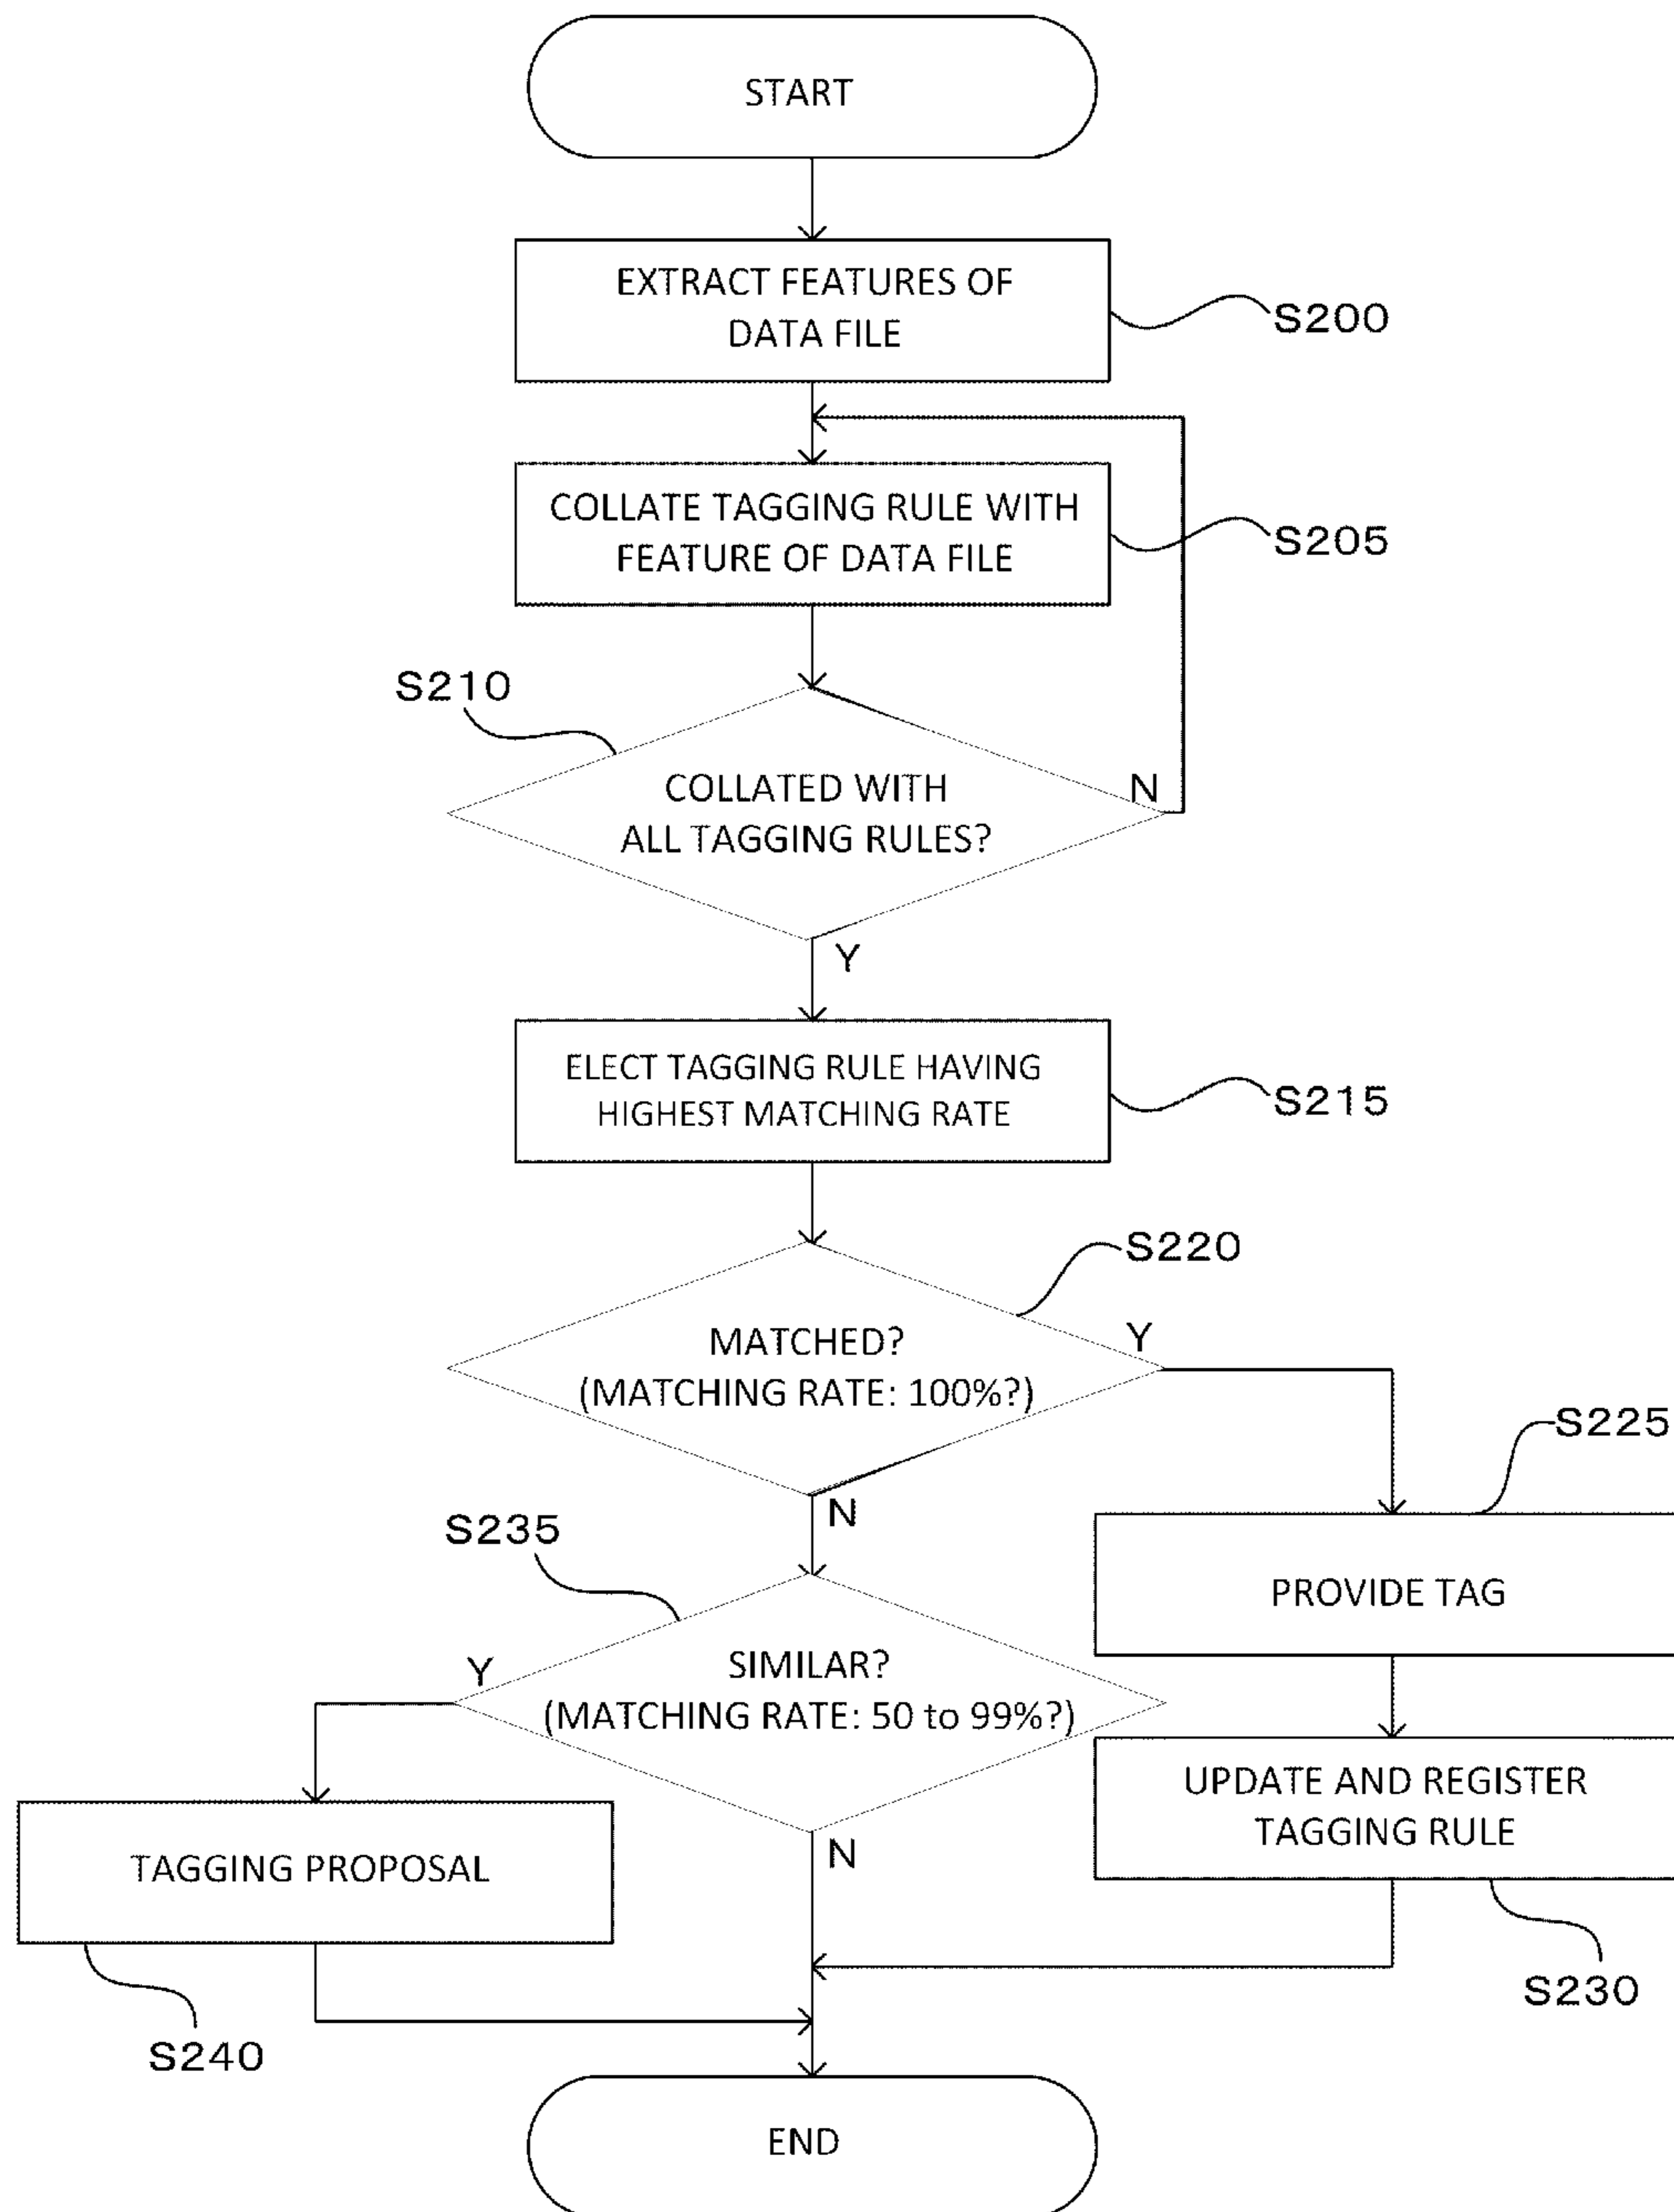 START
EXTRACT FEATURES OF
DATA FILE
S200
COLLATE TAGGING RULE WITH
FEATURE OF DATA FILE
S205
S210
COLLATED WITH
ALL TAGGING RULES?
N
Y
ELECT TAGGING RULE HAVING
HIGHEST MATCHING RATE
S215
S220
MATCHED?
(MATCHING RATE: 100%?)
Y
N
S225
PROVIDE TAG
S235
SIMILAR?
(MATCHING RATE: 50 to 99%?)
Y
N
UPDATE AND REGISTER
TAGGING RULE
S230
TAGGING PROPOSAL
S240
END